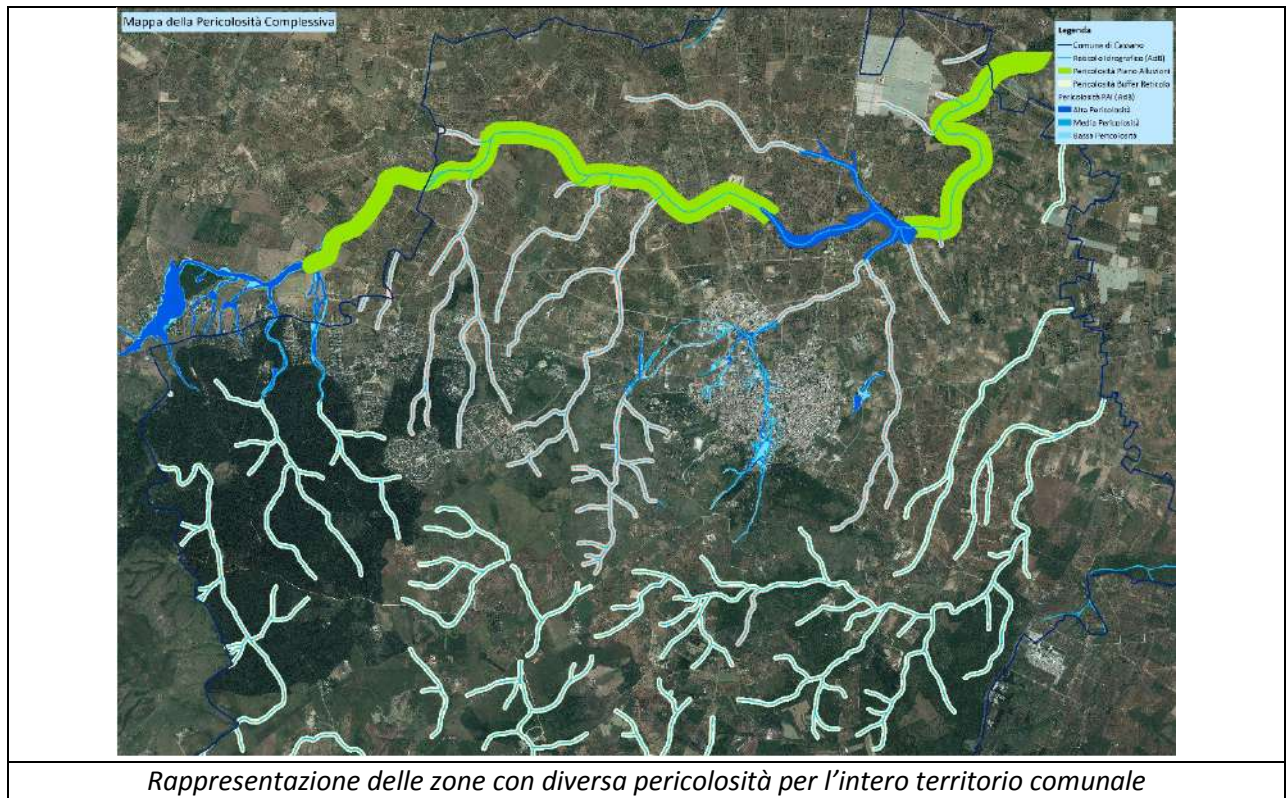 Mappa della Pericolosità Complessiva
Legenda
Comune di Cassano
Reticolo Idrografico (AdB)
Pericolosità Piano Alluvioni
Pericolosità Buffer Reticolo
Pericolosità PAI (AdB)
Alta Pericolosità
Media Pericolosità
Bassa Pericolosità
Rappresentazione delle zone con diversa pericolosità per l'intero territorio comunale